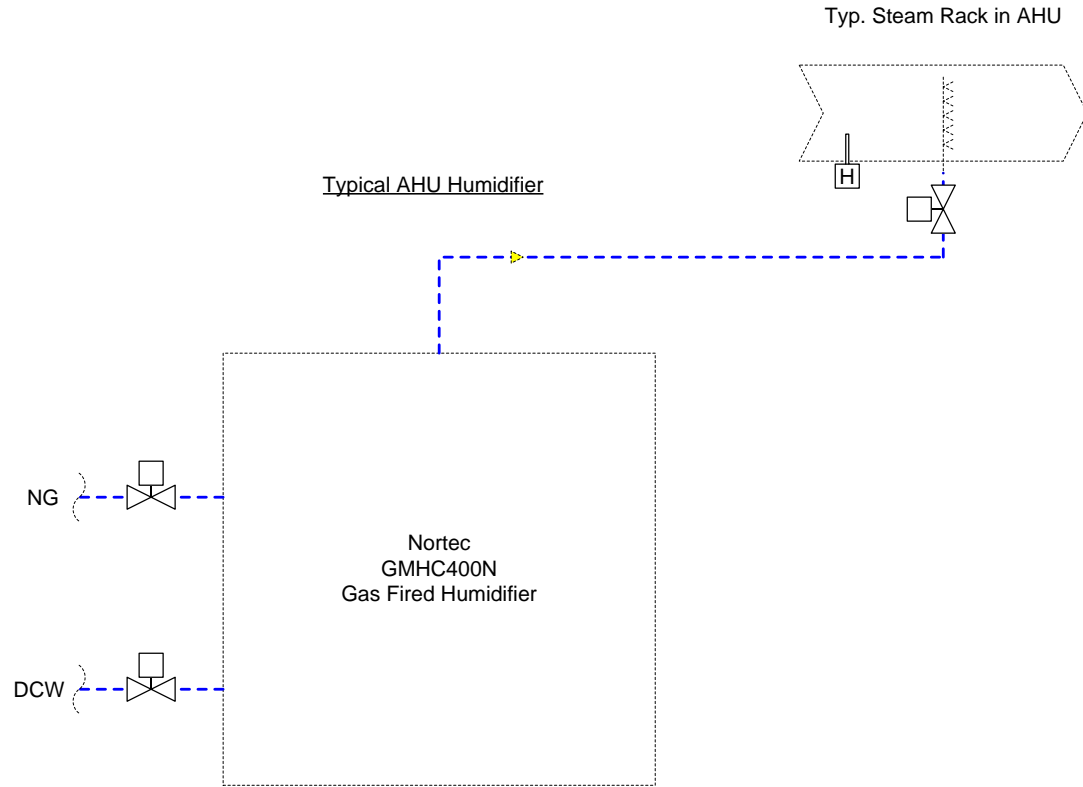 Typ. Steam Rack in AHU
H
Typical AHU Humidifier
NG
Nortec
GMHC400N
Gas Fired Humidifier
DCW